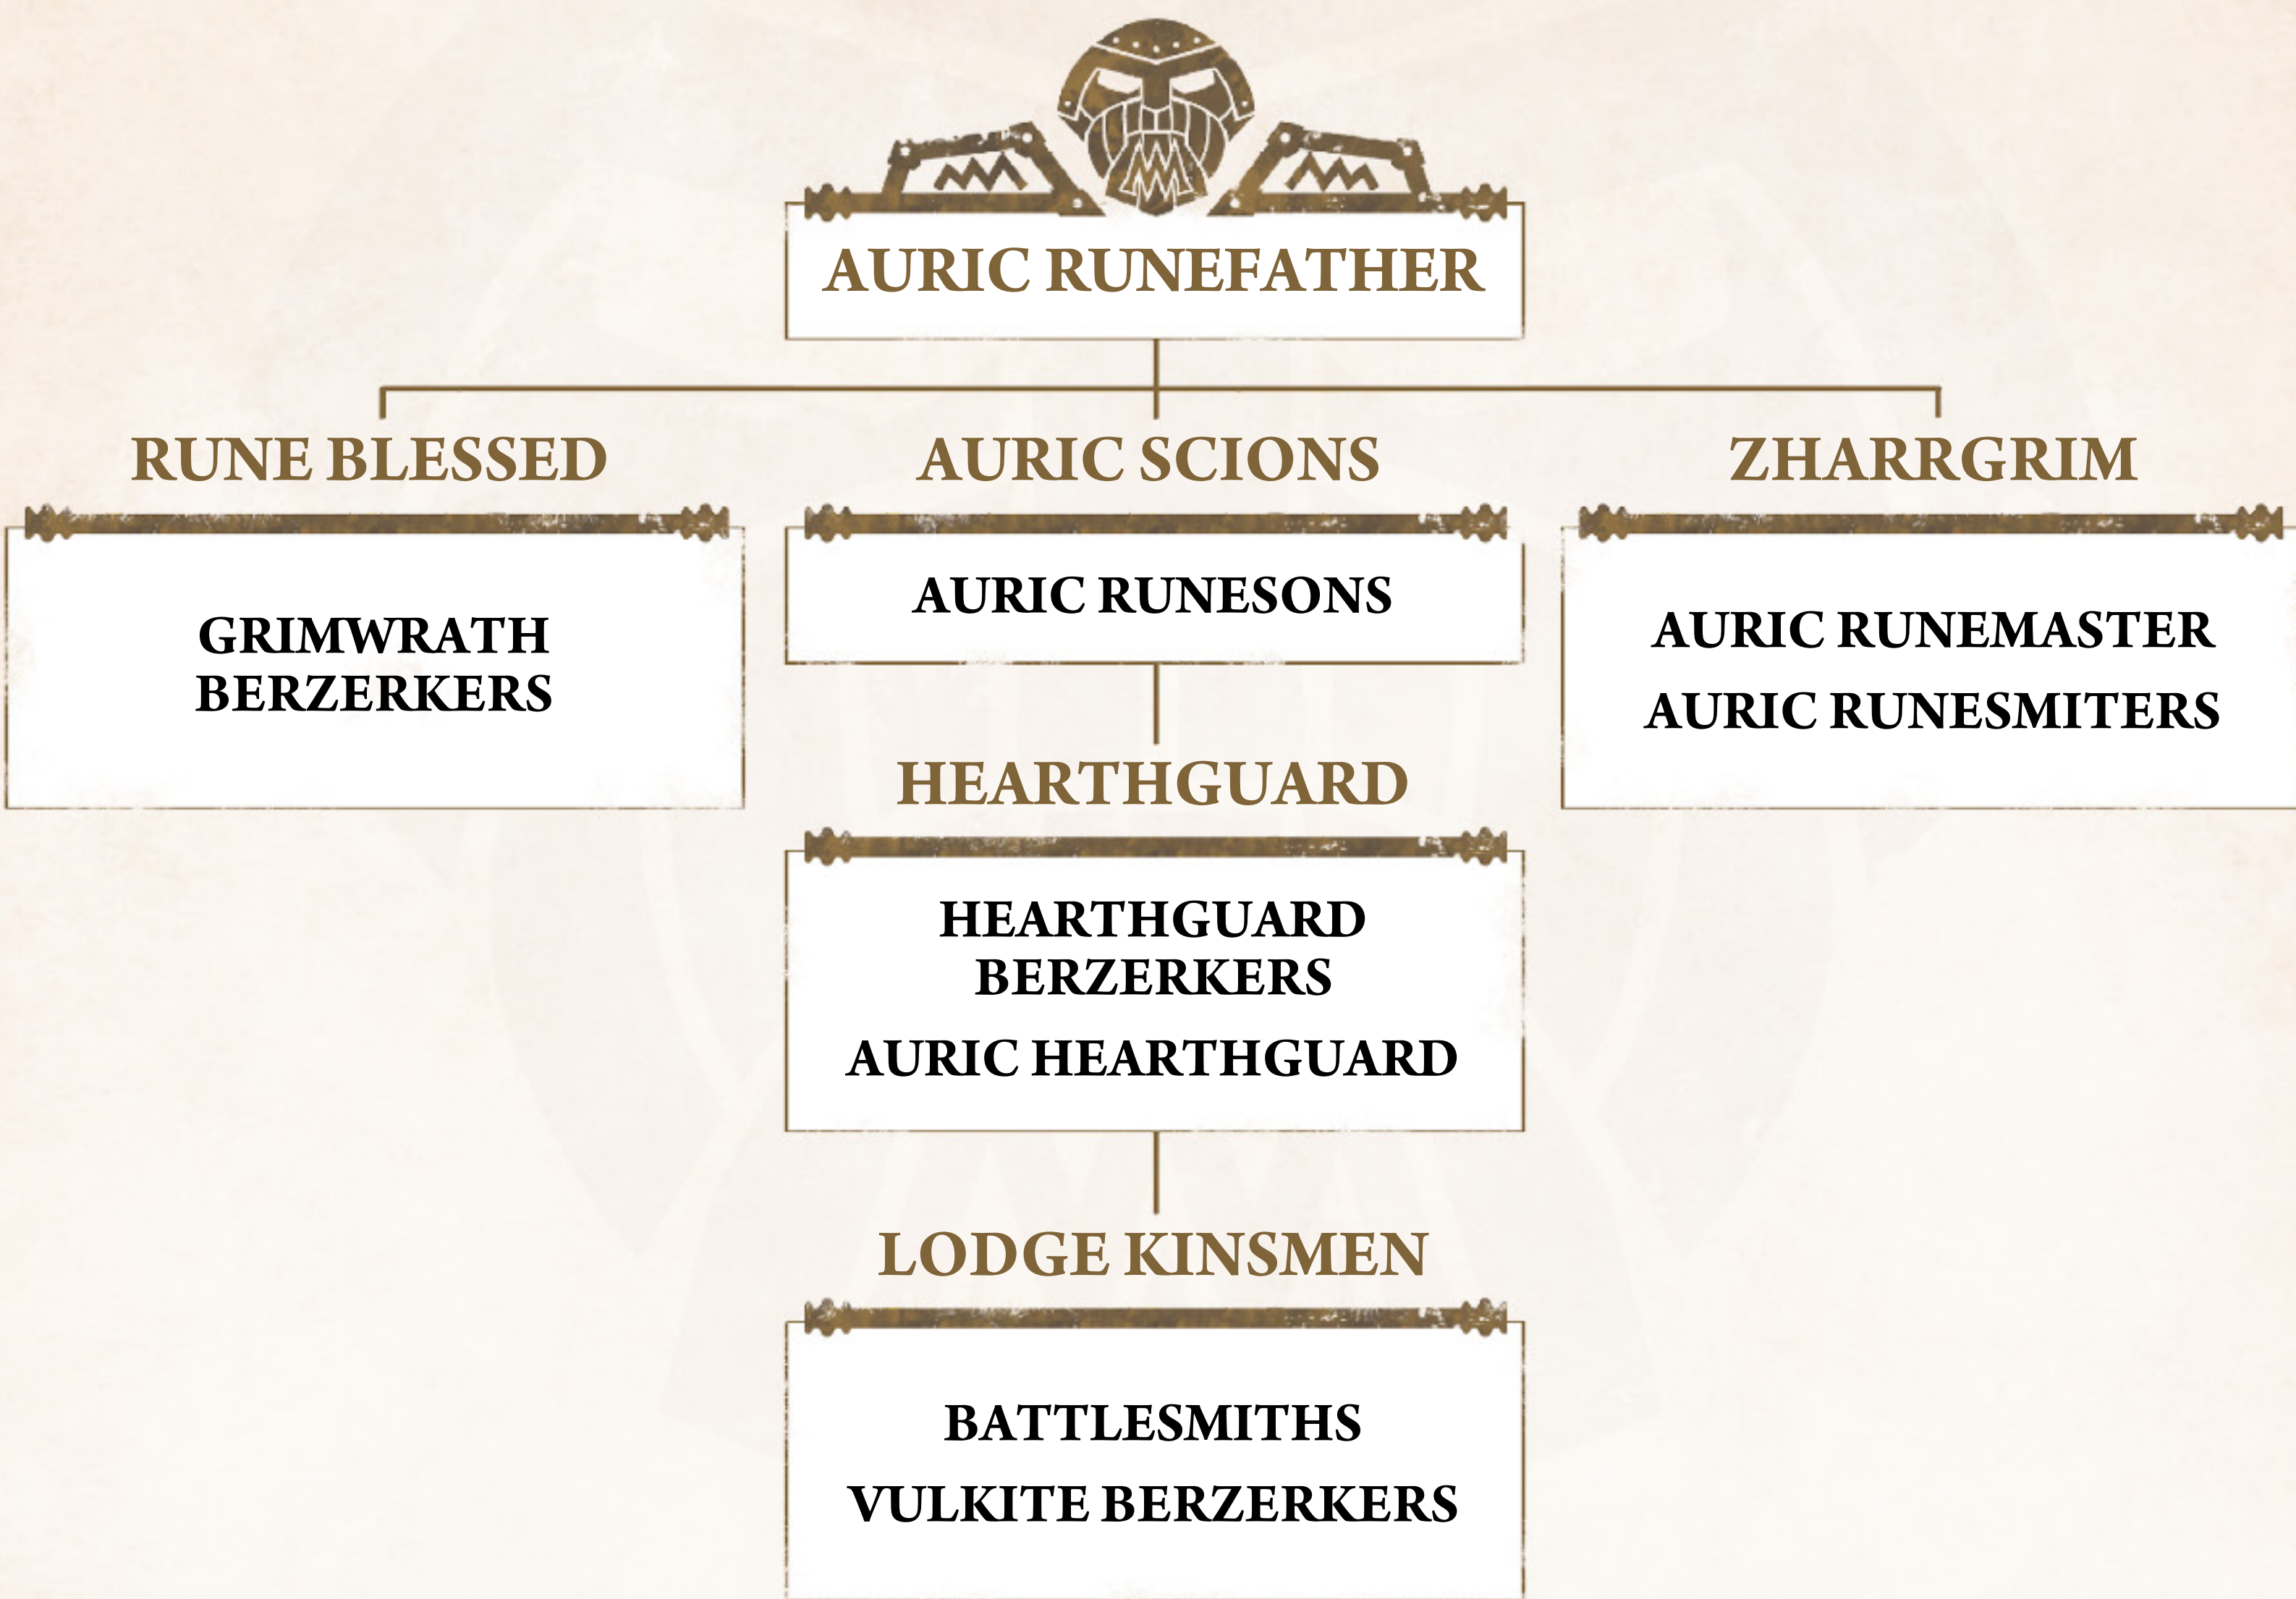 AURIC RUNEFATHER
RUNE BLESSED
GRIMWRATH
BERZERKERS
AURIC SCIONS
AURIC RUNESONS
ZHARRGRIM
AURIC RUNEMASTER
AURIC RUNESMITERS
HEARTHGUARD
HEARTHGUARD
BERZERKERS
AURIC HEARTHGUARD
LODGE KINSMEN
BATTLESMITHS
VULKITE BERZERKERS